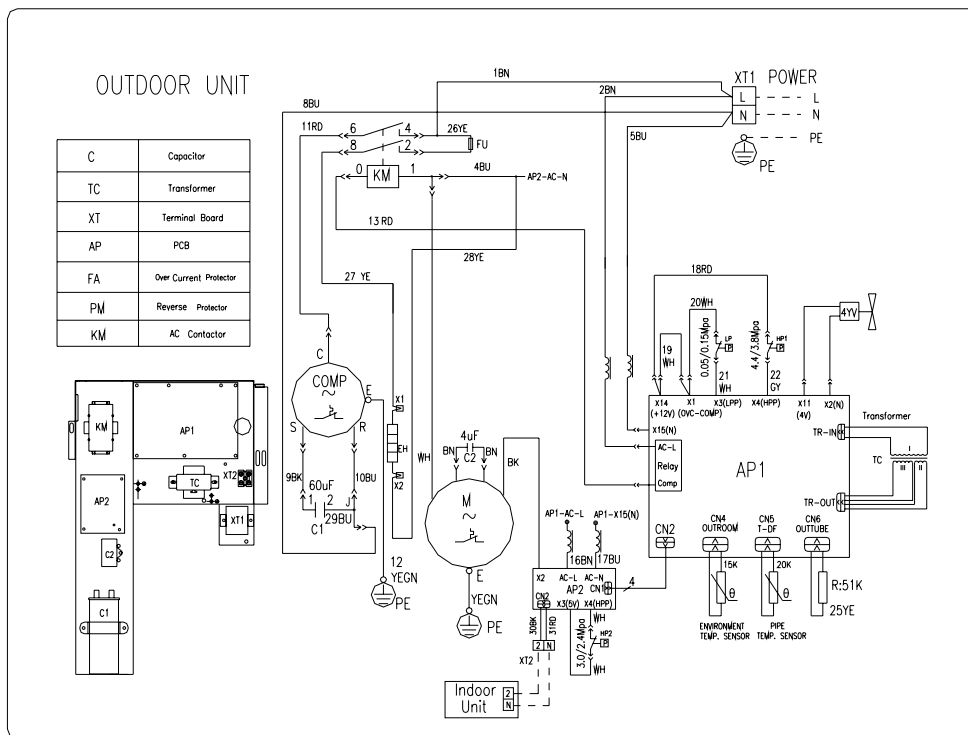 OUTDOOR UNIT
C Capacitor
TC Transformer
XT Terminal Board
AP PCB
FA Over Current Protector
PM Reverse Protector
KM AC Contactor
1BN
2BN
8BU
XT1 POWER
L L
N N
PE
PE
5BU
11RD
6 4
26YE
8 2
FU
0 KM 1
4BU
AP2-AC-N
13 RD
28YE
27 YE
18RD
20WH
0.05/0.15Mpa
LP
P
4.4/3.8Mpa
HP1
P
19
WH
21
WH
22
GY
4YV
C
COMP
~
E
S R
X1
EH
X2
9BK
60uF
10BU
1 2
C1
29BU
J
WH
4uF
BN C2 BN
BK
M
~
E
12
YEGN
PE
YEGN
PE
X14
(+12V)
X1
(OVC-COMP)
X3(LPP)
X4(HPP)
X11
(4V)
X2(N)
X15(N)
AC-L
Relay
Comp
AP1
TR-IN
TR-OUT
Transformer
TC
I
III II
CN2
CN4
OUTROOM
CN5
T-DF
CN6
OUTTUBE
15K
θ
20K
θ
R:51K
25YE
ENVIRONMENT
TEMP. SENSOR
PIPE
TEMP. SENSOR
AP1-AC-L
AP1-X15(N)
16BN
17BU
X2 AC-L AC-N
AP2 CN1
CN2
X3(5V) X4(HPP)
4
30BK
31RD
2 N
XT2
3.0/2.4Mpa
WH
HP2
P
WH
Indoor
Unit
2
N
KM
AP1
AP2
TC
XT2
XT1
C2
C1